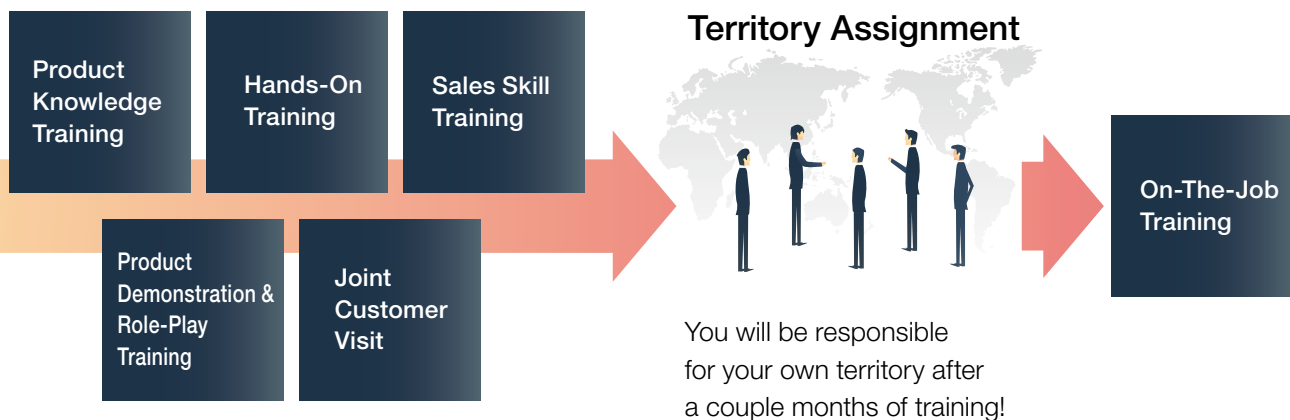 Product
Knowledge
Training
Hands-On
Training
Sales Skill
Training
Product
Demonstration &
Role-Play
Training
Joint
Customer
Visit
Territory Assignment
You will be responsible
for your own territory after
a couple months of training!
On-The-Job
Training